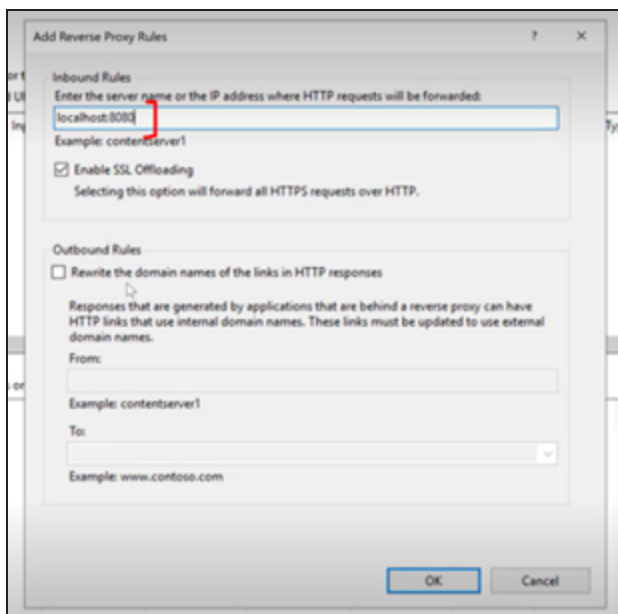 Add Reverse Proxy Rules
Inbound Rules
Enter the server name or the IP address where HTTP requests will be forwarded:
localhost:8080
Example: contentserver1
Enable SSL Offloading
Selecting this option will forward all HTTPS requests over HTTP.
Outbound Rules
Rewrite the domain names of the links in HTTP responses
Responses that are generated by applications that are behind a reverse proxy can have
HTTP links that use internal domain names. These links must be updated to use external
domain names.
From:
Example: contentserver1
To:
Example: www.contoso.com
OK
Cancel